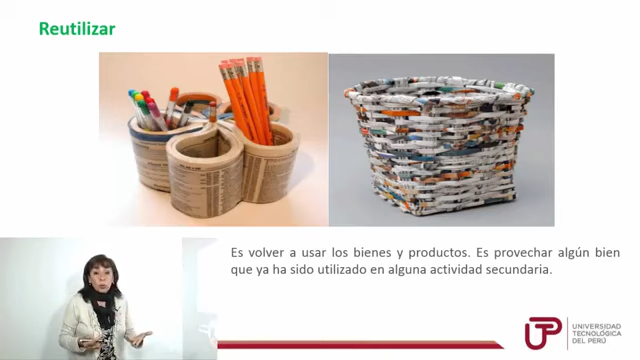 Reutilizar
Es volver a usar los bienes y productos. Es provechar algún bien
que ya ha sido utilizado en alguna actividad secundaria.
UTP
UNIVERSIDAD
TECNOLÓGICA
DEL PERÚ